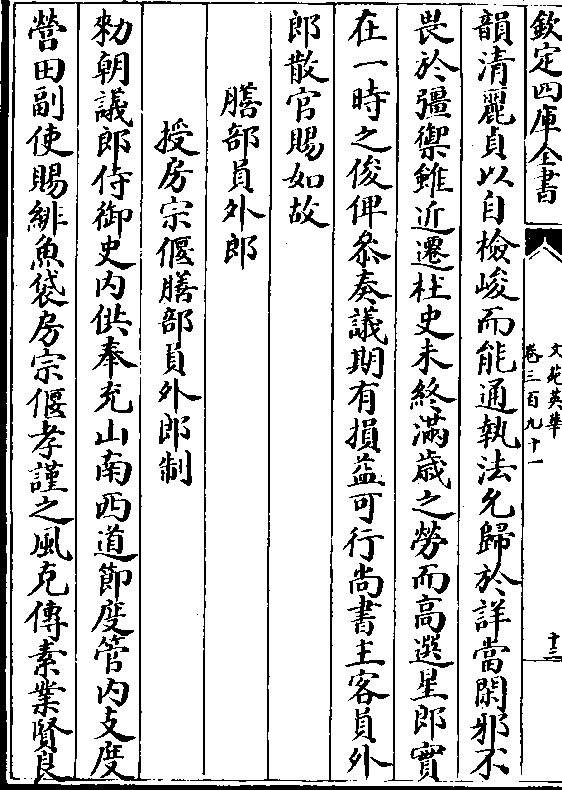 欽定四庫全書
文苑英華
卷三百九十一
十三
韻清麗貞以自檢峻而能通執法允歸於詳當閑邪不
畏於彊禦雖近遷柱史未終滿歲之勞而高選星郎實
在一時之俊俾叅奏議期有損益可行尚書主客員外
郎散官賜如故
膳部員外郎
授房宗偃膳部員外郎制
勑朝議郎侍御史内供奉充山南西道節度管内支度
營田副使賜緋魚袋房宗偃孝謹之風克傳素業賢良